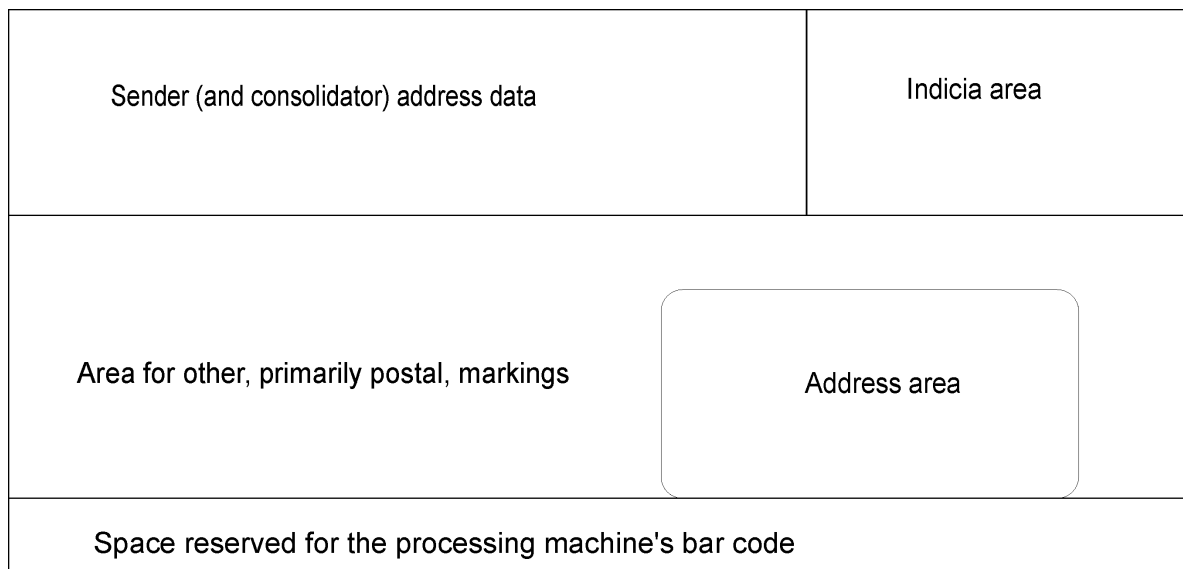 Sender (and consolidator) address data
Indicia area
Area for other, primarily postal, markings
Address area
Space reserved for the processing machine's bar code